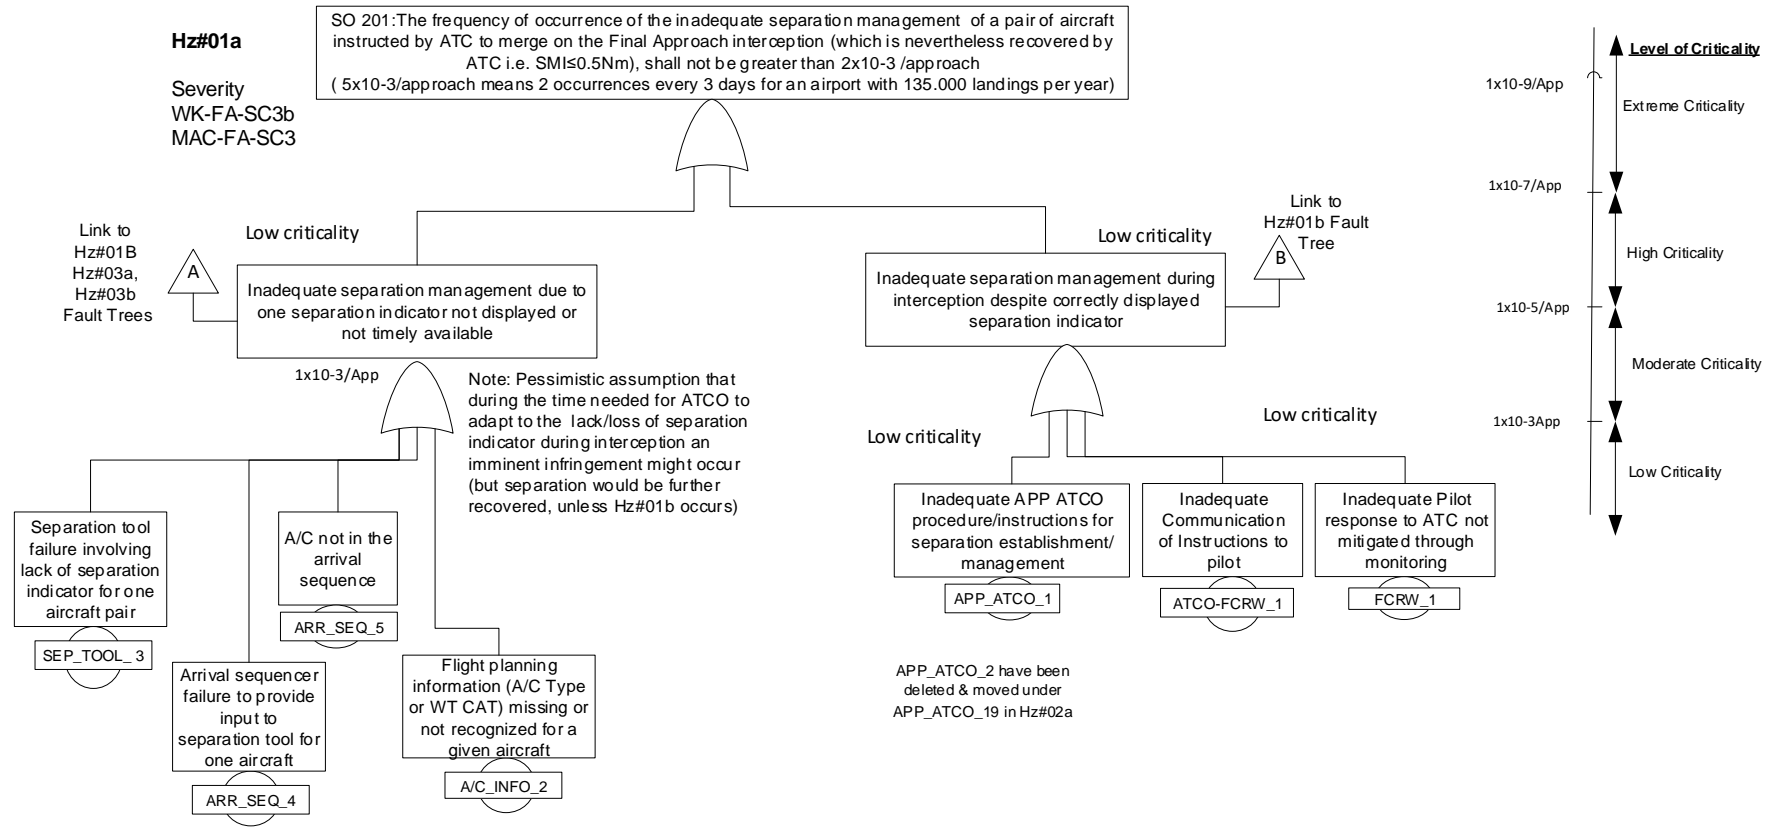 Hz#01a
Severity
WK-FA-SC3b
MAC-FA-SC3
SO 201:The frequency of occurrence of the inadequate separation management of a pair of aircraft
instructed by ATC to merge on the Final Approach interception (which is nevertheless recovered by
ATC i.e. SMI≤0.5Nm), shall not be greater than 2x10-3 /approach
( 5x10-3/approach means 2 occurrences every 3 days for an airport with 135.000 landings per year)
Level of Criticality
1x10-9/App
Extreme Criticality
1x10-7/App
High Criticality
1x10-5/App
Moderate Criticality
1x10-3App
Low Criticality
Link to
Hz#01B
Hz#03a,
Hz#03b
Fault Trees
A
Low criticality
Inadequate separation management due to
one separation indicator not displayed or
not timely available
1x10-3/App
Note: Pessimistic assumption that
during the time needed for ATCO to
adapt to the lack/loss of separation
indicator during interception an
imminent infringement might occur
(but separation would be further
recovered, unless Hz#01b occurs)
Low criticality
Link to
Hz#01b Fault
Tree
B
Inadequate separation management during
interception despite correctly displayed
separation indicator
Low criticality
Low criticality
Separation tool
failure involving
lack of separation
indicator for one
aircraft pair
SEP_TOOL_ 3
A/C not in the
arrival
sequence
ARR_SEQ_5
Arrival sequencer
failure to provide
input to
separation tool for
one aircraft
ARR_SEQ_4
Flight planning
information (A/C Type
or WT CAT) missing or
not recognized for a
given aircraft
A/C_INFO_2
Inadequate APP ATCO
procedure/instructions for
separation establishment/
management
APP_ATCO_1
Inadequate
Communication
of Instructions to
pilot
ATCO-FCRW_1
Inadequate Pilot
response to ATC not
mitigated through
monitoring
FCRW_1
APP_ATCO_2 have been
deleted & moved under
APP_ATCO_19 in Hz#02a